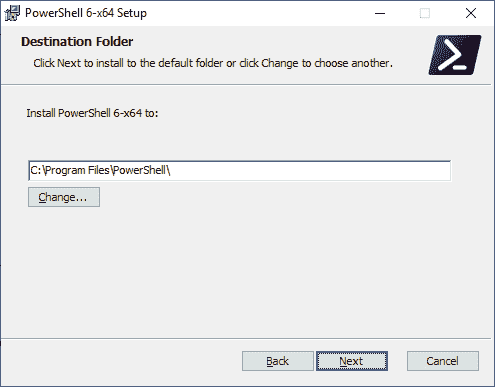 PowerShell 6-x64 Setup
Destination Folder
Click Next to install to the default folder or click Change to choose another.
Install PowerShell 6-x64 to:
C:\Program Files\PowerShell\
Change...
Back Next Cancel